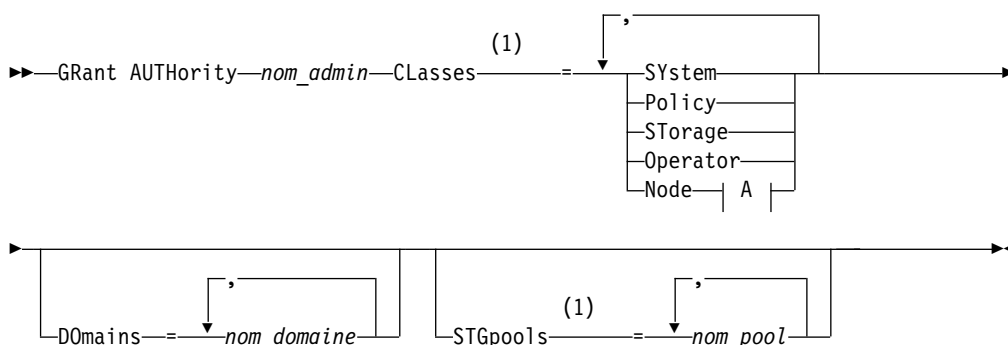 ,
(1)
GRant AUTHority nom_admin CLasses = SYstem
Policy
STorage
Operator
Node A
, ,
(1)
DOmains = nom_domaine STGpools = nom_pool